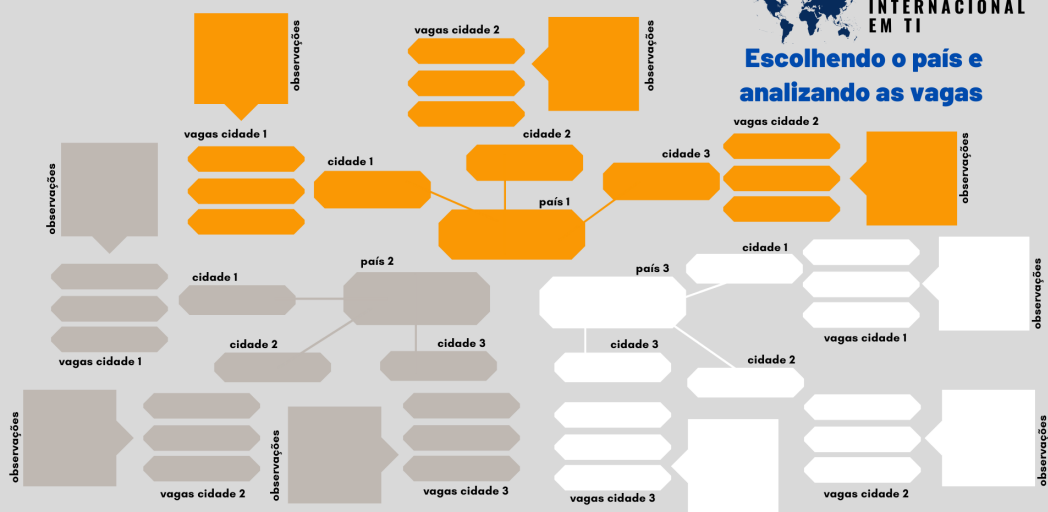 INTERNACIONAL
EM TI
Escolhendo o país e
analizando as vagas
observações
vagas cidade 1
cidade 1
vagas cidade 2
observações
cidade 2
cidade 3
vagas cidade 2
observações
país 1
observações
vagas cidade 1
cidade 1
país 2
cidade 2
cidade 3
observações
vagas cidade 2
observações
vagas cidade 3
país 3
cidade 1
vagas cidade 1
observações
cidade 3
cidade 2
vagas cidade 3
vagas cidade 2
observações